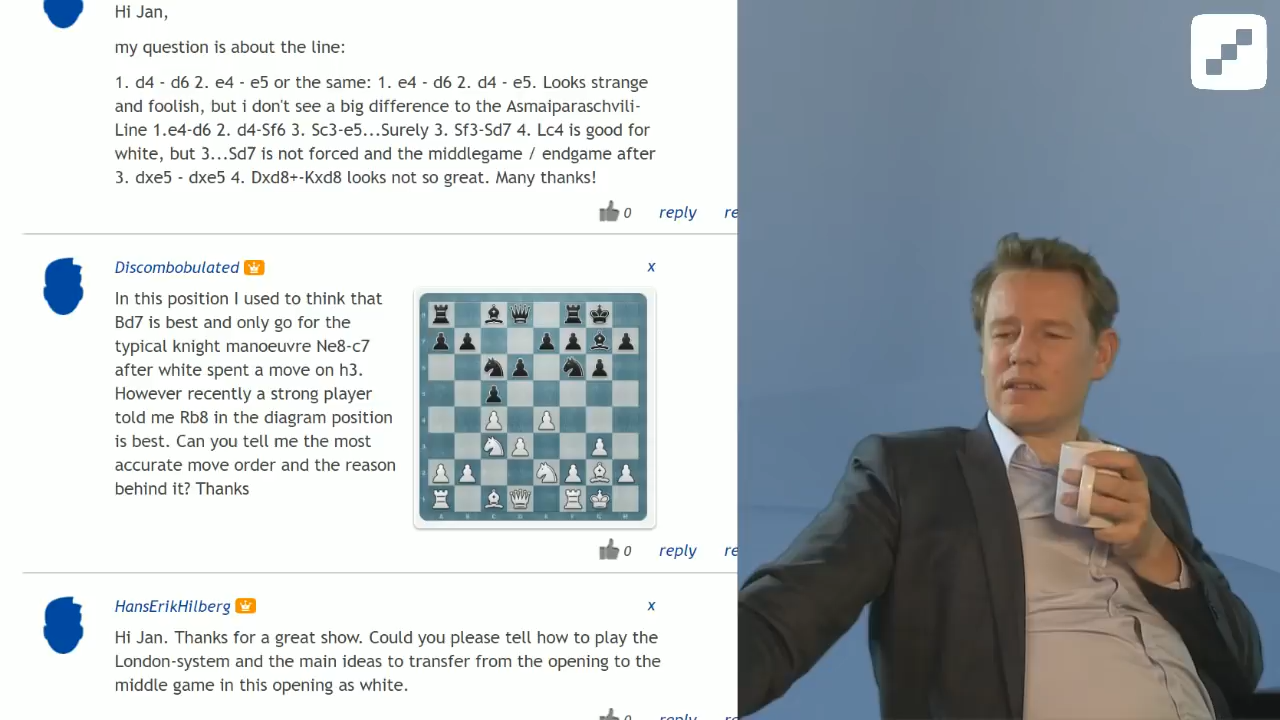 Hi Jan,
my question is about the line:
1. d4 - d6 2. e4 - e5 or the same: 1. e4 - d6 2. d4 - e5. Looks strange
and foolish, but i don't see a big difference to the Asmaiparaschvili-
Line 1.e4-d6 2. d4-Sf6 3. Sc3-e5...Surely 3. Sf3-Sd7 4. Lc4 is good for
white, but 3...Sd7 is not forced and the middlegame / endgame after
3. dxe5 - dxe5 4. Dxd8+-Kxd8 looks not so great. Many thanks!
0 reply re
Discombobulated x
In this position I used to think that
Bd7 is best and only go for the
typical knight manoeuvre Ne8-c7
after white spent a move on h3.
However recently a strong player
told me Rb8 in the diagram position
is best. Can you tell me the most
accurate move order and the reason
behind it? Thanks
0 reply re
HansErikHilberg x
Hi Jan. Thanks for a great show. Could you please tell how to play the
London-system and the main ideas to transfer from the opening to the
middle game in this opening as white.